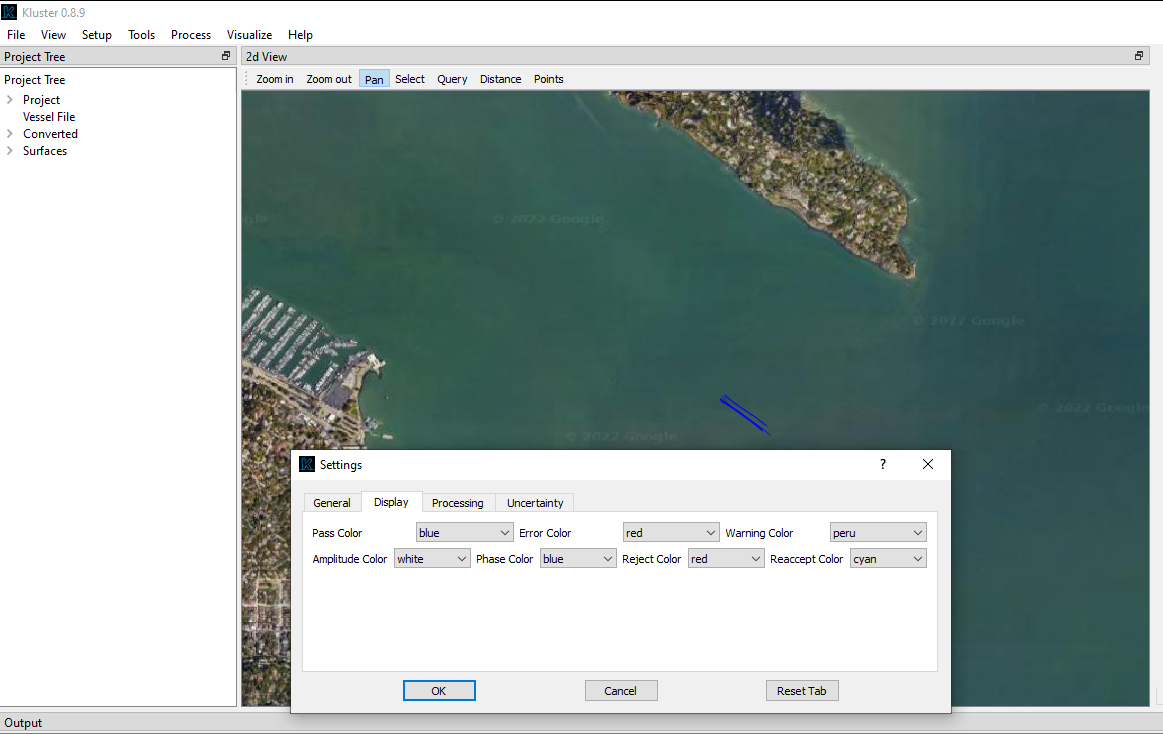 Kluster 0.8.9
File View Setup Tools Process Visualize Help
Project Tree
2d View
Project Tree
Zoom in Zoom out Pan Select Query Distance Points
Project
Vessel File
Converted
Surfaces
© 2022 Google
© 2022 Google
© 2022 Google
© 2022 Google
Settings ?
General Display Processing Uncertainty
Pass Color blue Error Color red Warning Color peru
Amplitude Color white Phase Color blue Reject Color red Reaccept Color cyan
OK Cancel Reset Tab
Output